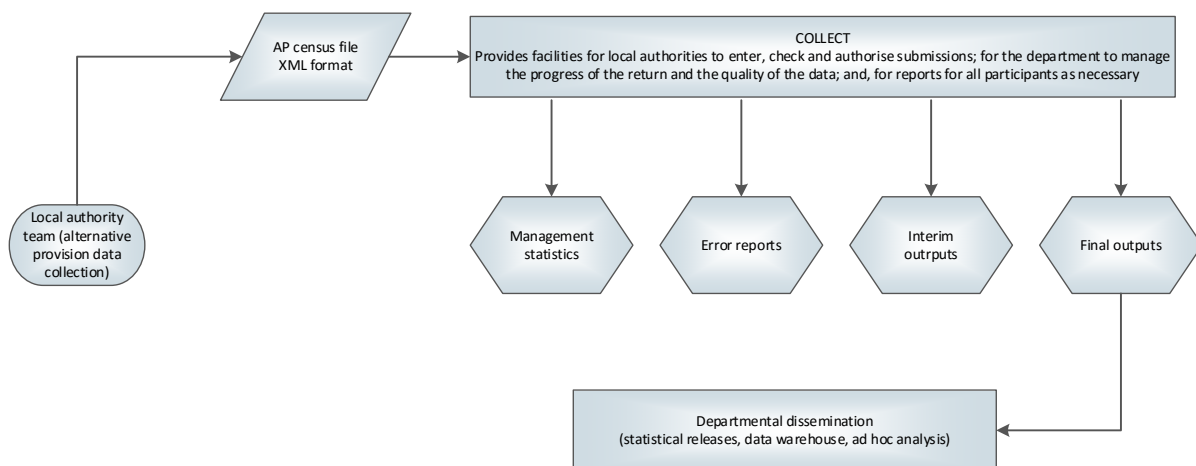 AP census file
XML format
COLLECT
Provides facilities for local authorities to enter, check and authorise submissions; for the department to manage
the progress of the return and the quality of the data; and, for reports for all participants as necessary
Local authority
team (alternative
provision data
collection)
Management
statistics
Error reports
Interim
outrputs
Final outputs
Departmental dissemination
(statistical releases, data warehouse, ad hoc analysis)